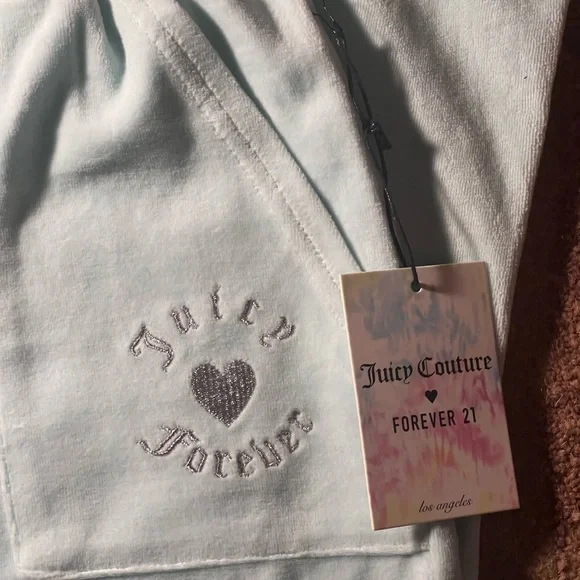 Juicy
Forever
Juicy Couture
FOREVER 21
los angeles